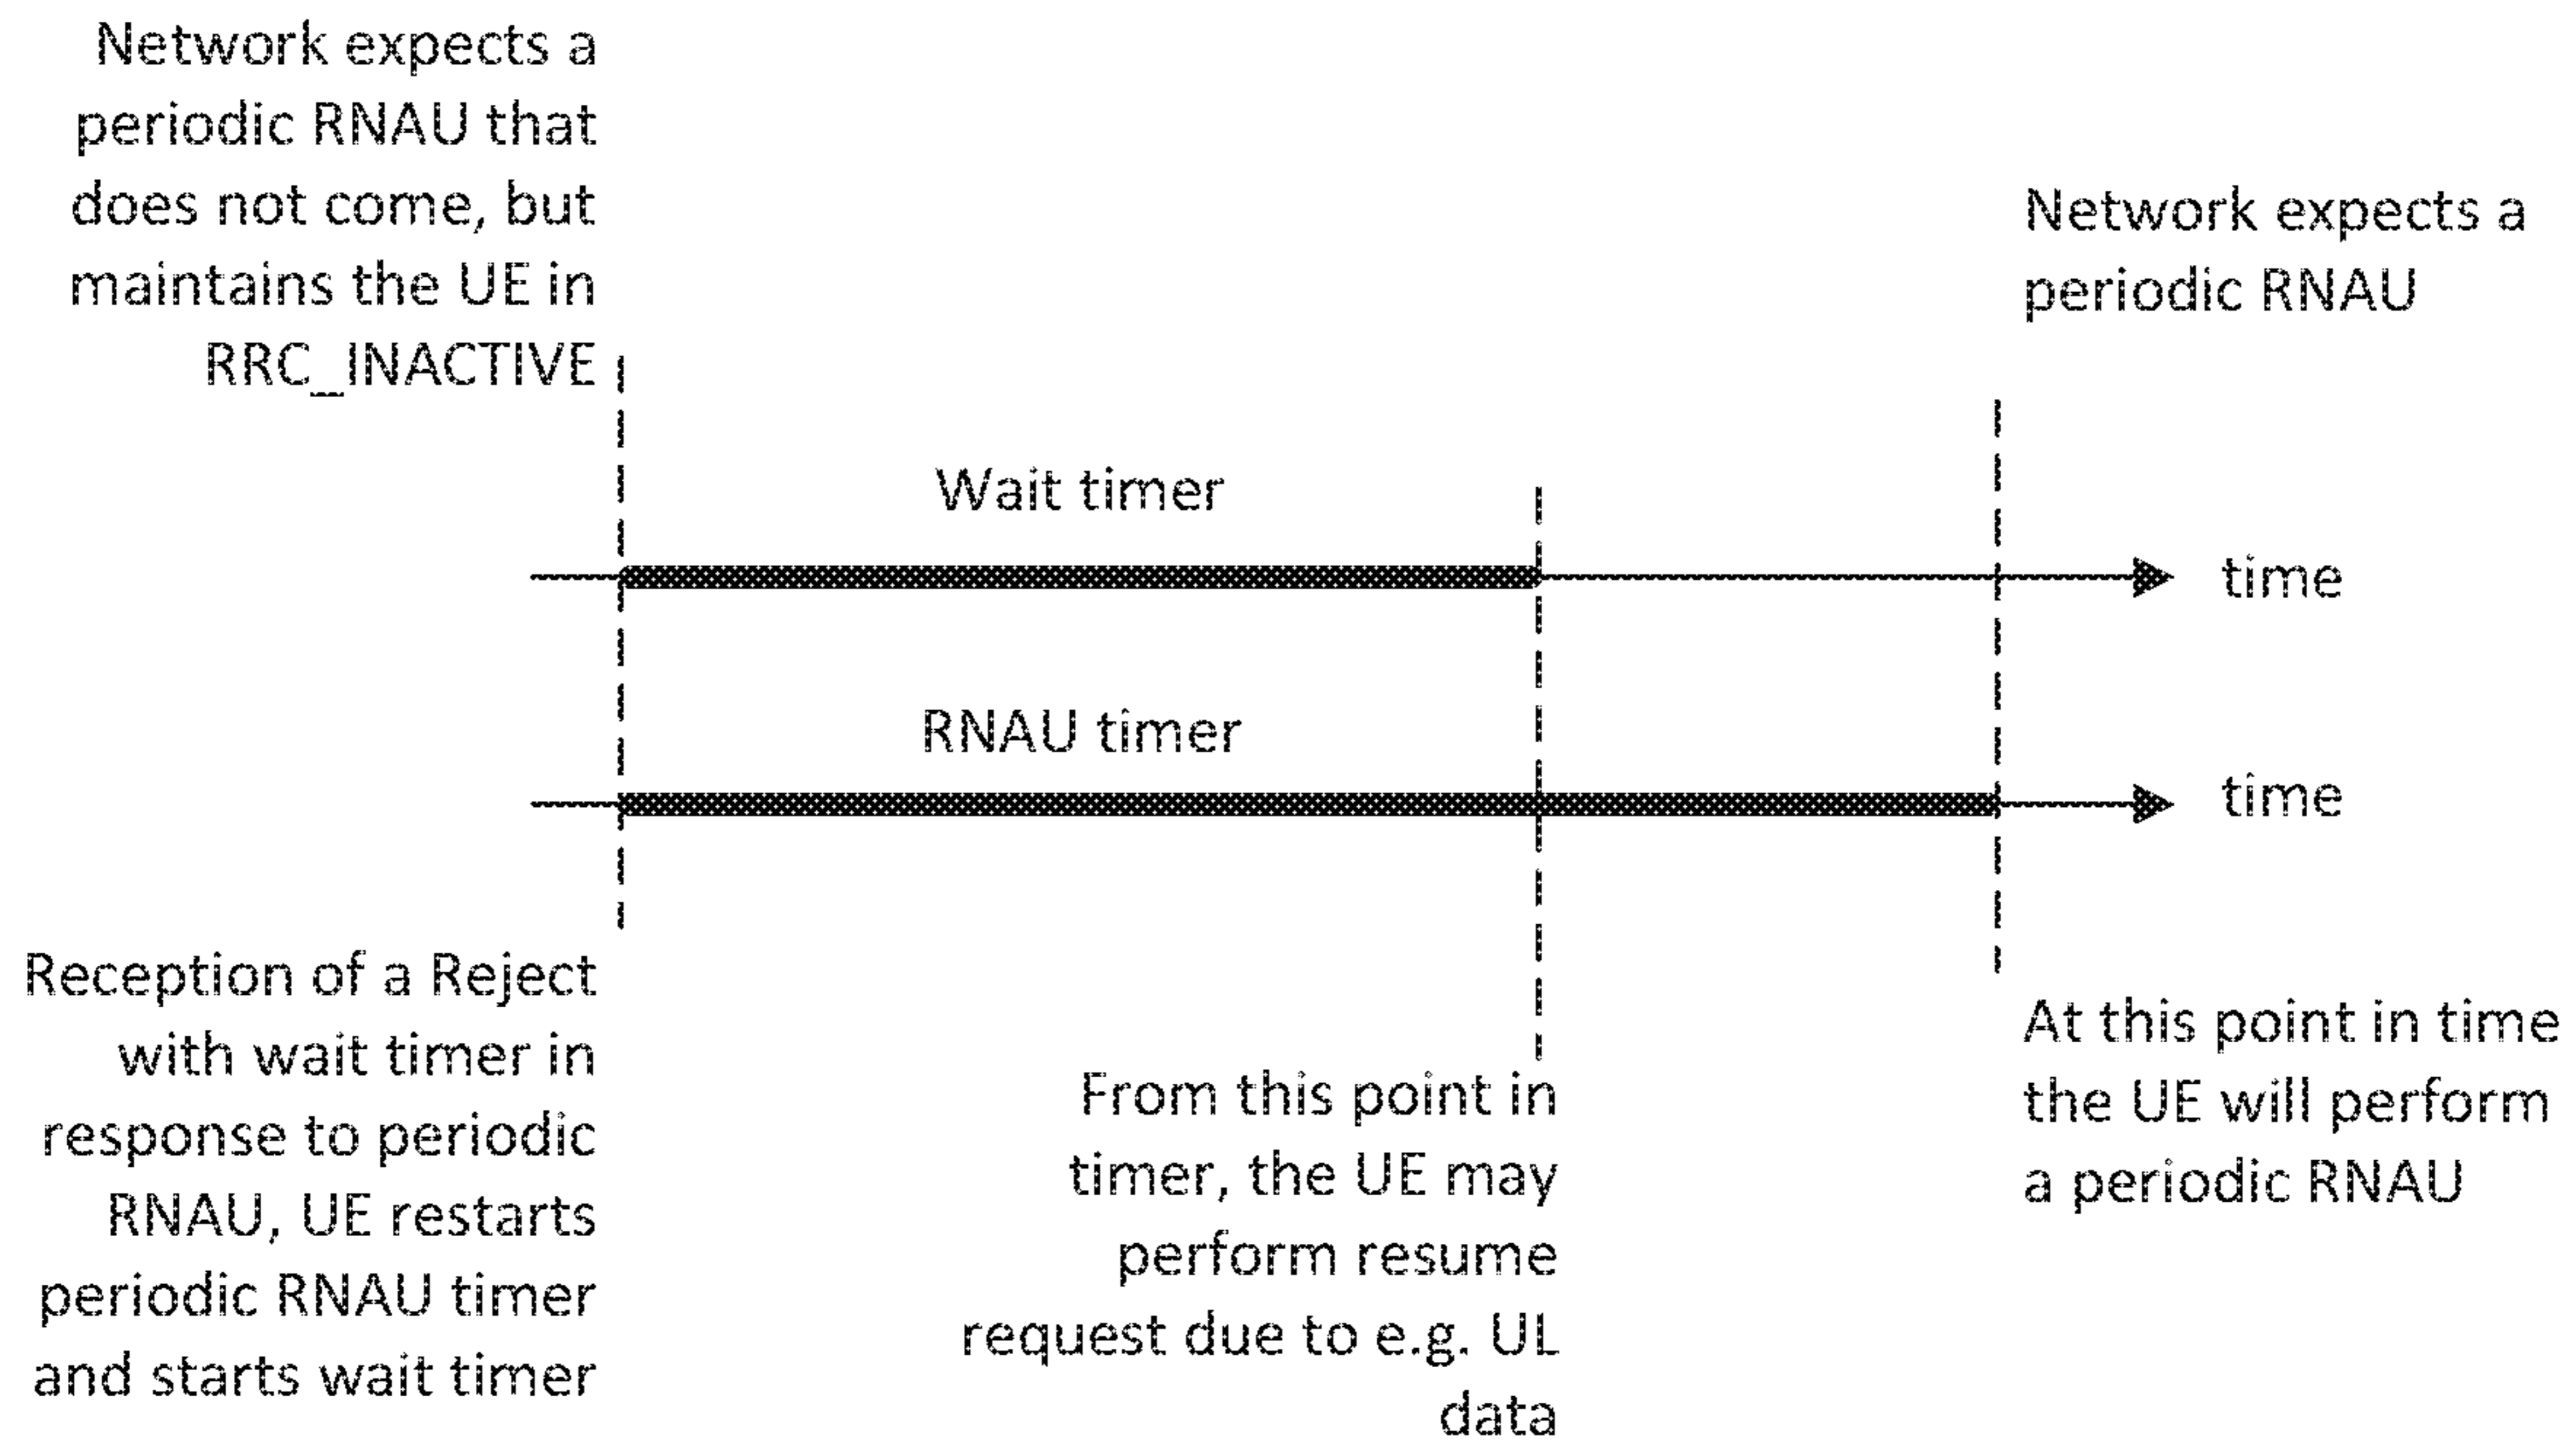 Network expects a
periodic RNAU that
does not come, but
maintains the UE in
RRC_INACTIVE
Network expects a
periodic RNAU
Wait timer
time
RNAU timer
time
Reception of a Reject
with wait timer in
response to periodic
RNAU, UE restarts
periodic RNAU timer
and starts wait timer
From this point in
timer, the UE may
perform resume
request due to e.g. UL
data
At this point in time
the UE will perform
a periodic RNAU